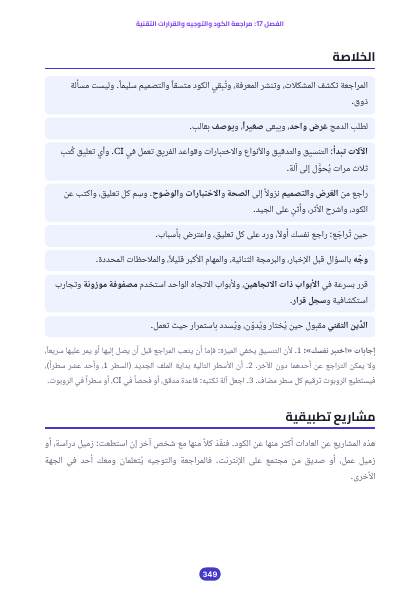 الفصل 17: مراجعة الكود والتوجيه والقرارات التقنية
الخلاصة
المراجعة تكشف المشكلات، وتنشر المعرفة، وتُبقي الكود متسقاً والتصميم سليماً. وليست مسألة
ذوق.
لطلب الدمج غرض واحد، ويبقى صغيراً، ويوصف بقالب.
الآلات تبدأ: التنسيق والتدقيق والأنواع والاختبارات وقواعد الفريق تعمل في CI. وأي تعليق كُتب
ثلاث مرات يُحوَّل إلى آلة.
راجع من الغرض والتصميم نزولاً إلى الصحة والاختبارات والوضوح. وسِم كل تعليق، واكتب عن
الكود، واشرح الأثر، وأثنِ على الجيد.
حين تُراجَع: راجع نفسك أولاً، ورد على كل تعليق، واعترض بأسباب.
وجّه بالسؤال قبل الإخبار، والبرمجة الثنائية، والمهام الأكبر قليلاً، والملاحظات المحددة.
قرر بسرعة في الأبواب ذات الاتجاهين، ولأبواب الاتجاه الواحد استخدم مصفوفة موزونة وتجارب
استكشافية وسجل قرار.
الدَّين التقني مقبول حين يُختار ويُدوَّن، ويُسدد باستمرار حيث تعمل.
إجابات «اختبر نفسك»: 1. لأن التنسيق يخفي الميزة: فإما أن يتعب المراجع قبل أن يصل إليها أو يمر عليها سريعاً،
ولا يمكن التراجع عن أحدهما دون الآخر. 2. أن الأسطر التالية بداية الملف الجديد (السطر 1، وأحد عشر سطراً)،
فيستطيع الروبوت ترقيم كل سطر مضاف. 3. اجعل آلة تكتبه: قاعدة مدقق، أو فحصاً في CI، أو سطراً في الروبوت.
مشاريع تطبيقية
هذه المشاريع عن العادات أكثر منها عن الكود. ونفّذ كلاً منها مع شخص آخر إن استطعت: زميل دراسة، أو
زميل عمل، أو صديق من مجتمع على الإنترنت. فالمراجعة والتوجيه يُتعلمان ومعك أحد في الجهة
الأخرى.
349